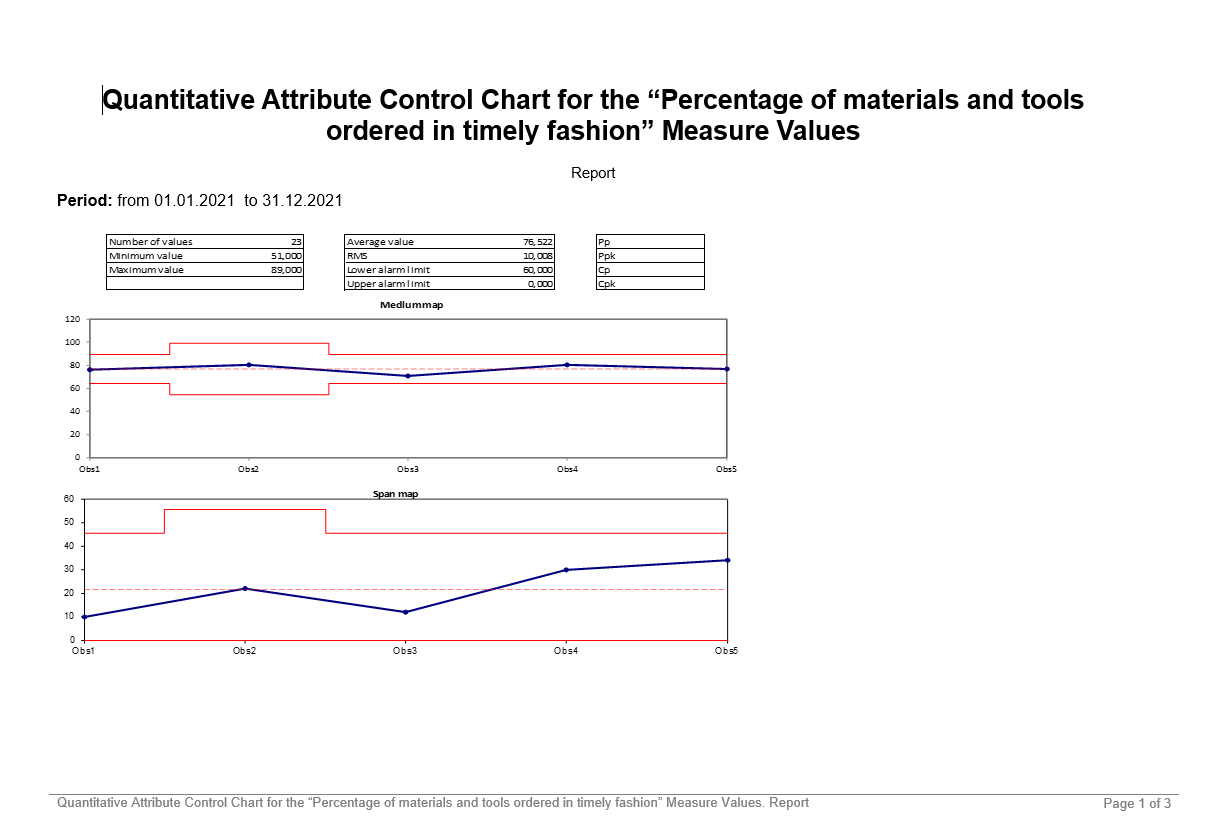 Quantitative Attribute Control Chart for the “Percentage of materials and tools
ordered in timely fashion” Measure Values
Report
Period: from 01.01.2021 to 31.12.2021
Number of values 23
Minimum value 51,000
Maximum value 89,000
Average value 76,522
RMS 10,008
Lower alarm limit 60,000
Upper alarm limit 0,000
Pp
Ppk
Cp
Cpk
Medlummap
120
100
80
60
40
20
0
Obs1 Obs2 Obs3 Obs4 Obs5
Span map
60
50
40
30
20
10
0
Obs1 Obs2 Obs3 Obs4 Obs5
Quantitative Attribute Control Chart for the “Percentage of materials and tools ordered in timely fashion” Measure Values. Report Page 1 of 3